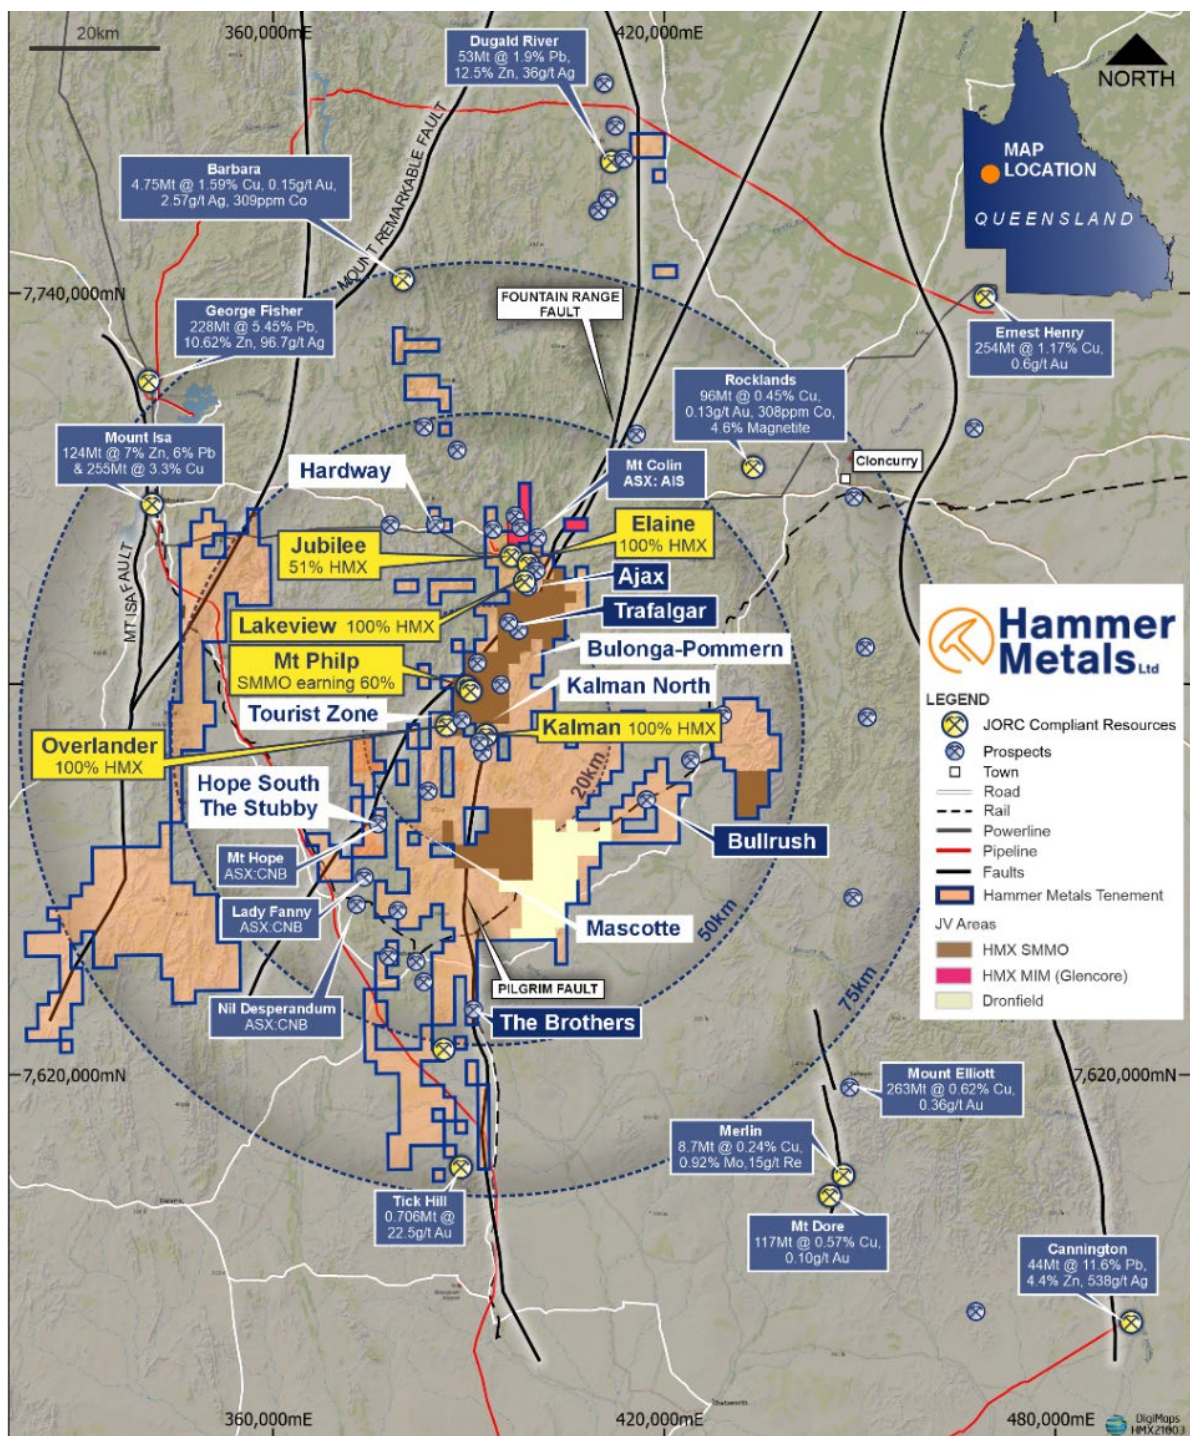 20km
360,000mE
420,000mE
Dugald River
53Mt @ 1.9% Pb,
12.5% Zn, 36g/t Ag
NORTH
MAP
LOCATION
QUEENSLAND
Barbara
4.75Mt @ 1.59% Cu, 0.15g/t Au,
2.57g/t Ag, 309ppm Co
MOUNT REMARKABLE FAULT
7,740,000mN
FOUNTAIN RANGE
FAULT
George Fisher
228Mt @ 5.45% Pb,
10.62% Zn, 96.7g/t Ag
Ernest Henry
254Mt @ 1.17% Cu,
0.6g/t Au
Rocklands
96Mt @ 0.45% Cu,
0.13g/t Au, 308ppm Co,
4.6% Magnetite
Mount Isa
124Mt @ 7% Zn, 6% Pb
& 255Mt @ 3.3% Cu
Cloncurry
Hardway
Mt Colin
ASX: AIS
Elaine
100% HMX
Jubilee
51% HMX
MT ISA FAULT
Ajax
Trafalgar
Lakeview 100% HMX
Bulonga-Pommern
Mt Philp
SMMO earning 60%
Kalman North
Tourist Zone
Kalman 100% HMX
Overlander
100% HMX
20km
Hope South
The Stubby
Bullrush
Mt Hope
ASX:CNB
Lady Fanny
ASX:CNB
Mascotte
50km
75km
Nil Desperandum
ASX:CNB
PILGRIM FAULT
The Brothers
Hammer
Metals Ltd
LEGEND
JORC Compliant Resources
Prospects
Town
Road
Rail
Powerline
Pipeline
Faults
Hammer Metals Tenement
JV Areas
HMX SMMO
HMX MIM (Glencore)
Dronfield
7,620,000mN
7,620,000mN
Mount Elliott
263Mt @ 0.62% Cu,
0.36g/t Au
Merlin
8.7Mt @ 0.24% Cu,
0.92% Mo,15g/t Re
Tick Hill
0.706Mt @
22.5g/t Au
Mt Dore
117Mt @ 0.57% Cu,
0.10g/t Au
Cannington
44Mt @ 11.6% Pb,
4.4% Zn, 538g/t Ag
360,000mE
420,000mE
480,000mE
DigiMaps
HMX21003